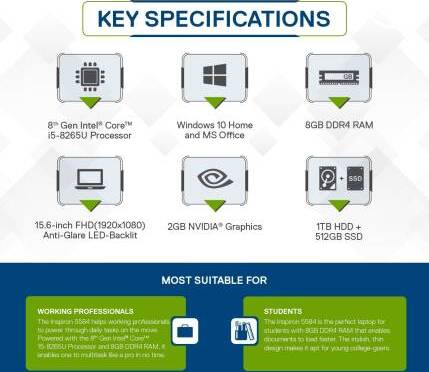 KEY SPECIFICATIONS
GB
8th Gen Intel® Core™
i5-8265U Processor
Windows 10 Home
and MS Office
8GB DDR4 RAM
SSD
15.6-inch FHD(1920x1080)
Anti-Glare LED-Backlit
2GB NVIDIA® Graphics
1TB HDD +
512GB SSD
MOST SUITABLE FOR
WORKING PROFESSIONALS
The Inspiron 5584 helps working professionals
to power through daily tasks on the move.
Powered with the 8th Gen Intel® Core™
i5-8265U Processor and 8GB DDR4 RAM, it
enables one to multitask like a pro in no time.
STUDENTS
The Inspiron 5584 is the perfect laptop for
students with 8GB DDR4 RAM that enables
documents to load faster. The stylish, thin
design makes it apt for young college-goers.